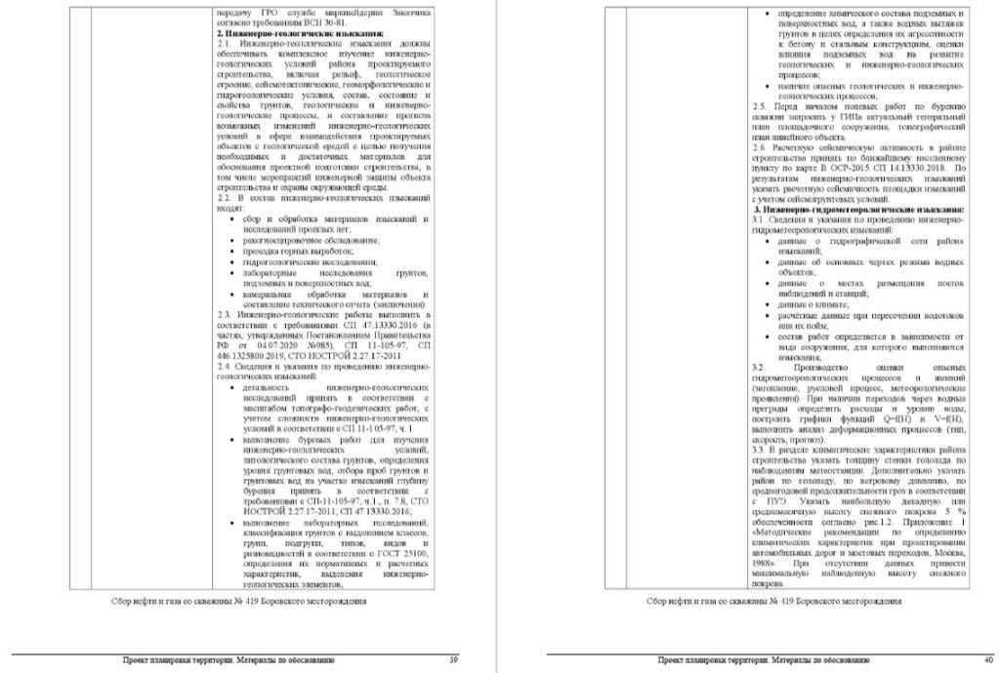 передачу ГРО службе маркшейдерии Заказчика
согласно требованиям ВСН 30-81.
2. Инженерно-геологические изыскания:
2.1. Инженерно-геологические изыскания должны
обеспечивать комплексное изучение инженерно-
геологических условий района проектируемого
строительства, включая рельеф, геологическое
строение, сейсмотектонические, геоморфологические и
гидрогеологические условия, состав, состояние и
свойства грунтов, геологические и инженерно-
геологические процессы, и составление прогноза
возможных изменений инженерно-геологических
условий в сфере взаимодействия проектируемых
объектов с геологической средой с целью получения
необходимых и достаточных материалов для
обоснования проектной подготовки строительства, в
том числе мероприятий инженерной защиты объекта
строительства и охраны окружающей среды.
2.2. В состав инженерно-геологических изысканий
входят:
• сбор и обработка материалов изысканий и
исследований прошлых лет;
• рекогносцировочное обследование;
• проходка горных выработок;
• гидрогеологические исследования;
• лабораторные исследования грунтов,
подземных и поверхностных вод;
• камеральная обработка материалов и
составление технического отчета (заключения).
2.3. Инженерно-геологические работы выполнить в
соответствии с требованиями СП 47.13330.2016 (в
частях, утвержденных Постановлением Правительства
РФ от 04.07.2020 №985), СП 11-105-97, СП
446.1325800.2019, СТО НОСТРОЙ 2.27.17-2011
2.4. Сведения и указания по проведению инженерно-
геологических изысканий:
• детальность инженерно-геологических
исследований принять в соответствии с
масштабом топографо-геодезических работ, с
учетом сложности инженерно-геологических
условий в соответствии с СП 11-105-97, ч. 1
• выполнение буровых работ для изучения
инженерно-геологических условий,
литологического состава грунтов, определения
уровня грунтовых вод, отбора проб грунтов и
грунтовых вод на участке изысканий глубину
бурения принять в соответствии с
требованиями с СП-11-105-97, ч.1., п. 7.8, СТО
НОСТРОЙ 2.27.17-2011, СП 47.13330.2016;
• выполнение лабораторных исследований,
классификация грунтов с выделением классов,
групп, подгрупп, типов, видов и
разновидностей в соответствии с ГОСТ 25100,
определения их нормативных и расчетных
характеристик, выделения инженерно-
геологических элементов;
Сбор нефти и газа со скважины № 419 Боровского месторождения
Проект планировки территории. Материалы по обоснованию 39
• определение химического состава подземных и
поверхностных вод, а также водных вытяжек
грунтов в целях определения их агрессивности
к бетону и стальным конструкциям, оценки
влияния подземных вод на развитие
геологических и инженерно-геологических
процессов;
• наличие опасных геологических и инженерно-
геологических процессов;
2.5. Перед началом полевых работ по бурению
скважин запросить у ГИПа актуальный генеральный
план площадочного сооружения, топографический
план линейного объекта.
2.6. Расчетную сейсмическую активность в районе
строительства принять по ближайшему населенному
пункту по карте В ОСР-2015 СП 14.13330.2018. По
результатам инженерно-геологических изысканий
указать расчетную сейсмичность площадки изысканий
с учетом сейсмогрунтовых условий.
3. Инженерно-гидрометеорологические изыскания:
3.1. Сведения и указания по проведению инженерно-
гидрометеорологических изысканий:
• данные о гидрографической сети района
изысканий;
• данные об основных чертах режима водных
объектов;
• данные о местах размещения постов
наблюдений и станций;
• данные о климате;
• расчётные данные при пересечении водотоков
или их пойм;
• состав работ определяется в зависимости от
вида сооружения, для которого выполняются
изыскания;
3.2. Производство оценки опасных
гидрометеорологических процессов и явлений
(затопление, русловой процесс, метеорологические
проявления). При наличии переходов через водные
преграды определить расходы и уровни воды,
построить графики функций Q=f(H) и V=f(H),
выполнить анализ деформационных процессов (тип,
скорость, прогноз).
3.3 В разделе климатические характеристики района
строительства указать толщину стенки гололеда по
наблюдениям метеостанции. Дополнительно указать
район по гололеду, по ветровому давлению, по
среднегодовой продолжительности гроз в соответствии
с ПУЭ. Указать наибольшую декадную или
среднемесячную высоту снежного покрова 5 %
обеспеченности согласно рис.1.2. Приложение 1
«Методические рекомендации по определению
климатических характеристик при проектировании
автомобильных дорог и мостовых переходов, Москва,
1988». При отсутствии данных привести
максимальную наблюденную высоту снежного
покрова.
Сбор нефти и газа со скважины № 419 Боровского месторождения
Проект планировки территории. Материалы по обоснованию 40